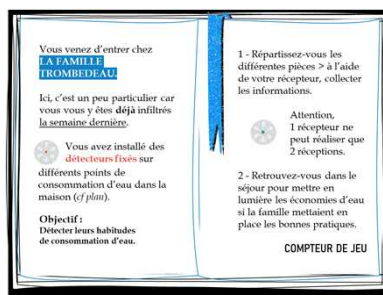 Vous venez d'entrer chez
LA FAMILLE
TROMBEDEAU.
Ici, c'est un peu particulier car
vous vous y êtes déjà infiltrés
la semaine dernière.
Vous avez installé des
détecteurs fixés sur
différents points de
consommation d'eau dans la
maison (cf plan).
Objectif :
Détecter leurs habitudes
de consommation d'eau.
1 - Répartissez-vous les
différentes pièces > à l'aide
de votre récepteur, collecter
les informations.
Attention,
1 récepteur ne
peut réaliser que
2 réceptions.
2 - Retrouvez-vous dans le
séjour pour mettre en
lumière les économies d'eau
si la famille mettaient en
place les bonnes pratiques.
COMPTEUR DE JEU